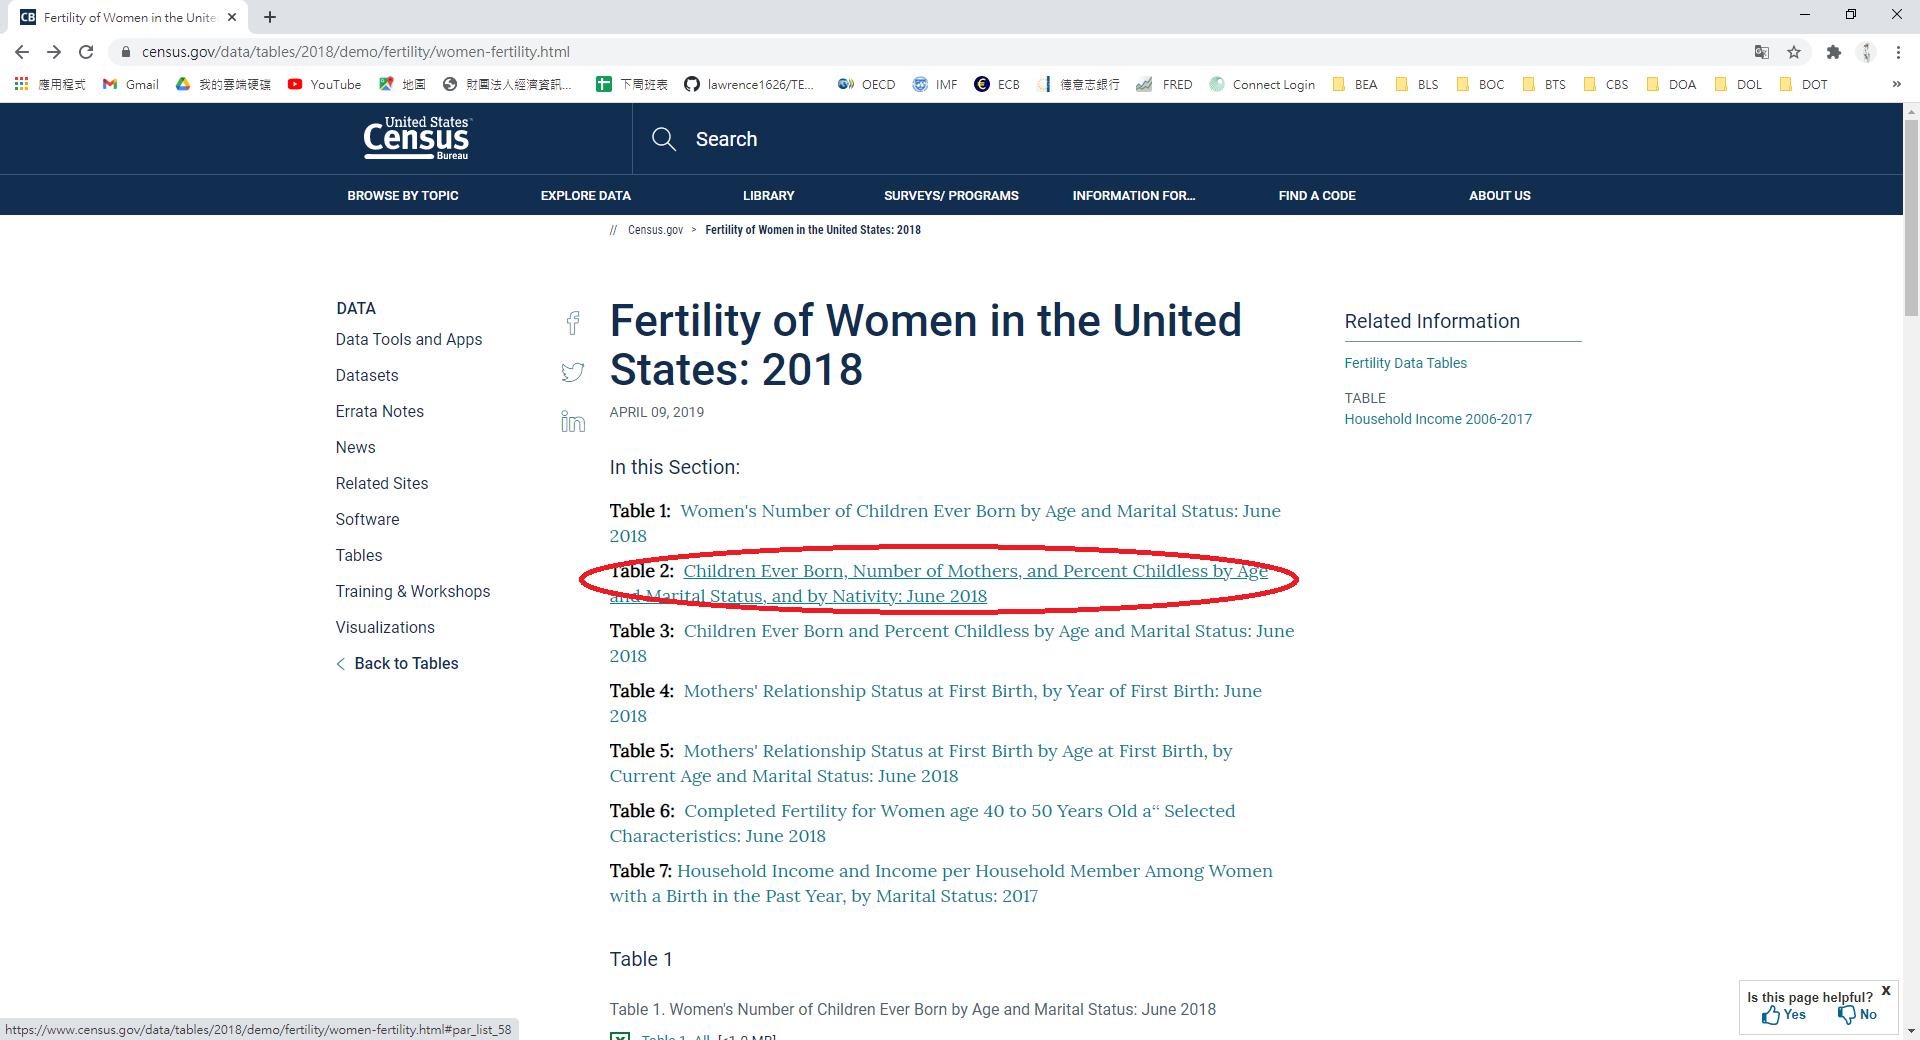 CB Fertility of Women in the Unite
census.gov/data/tables/2018/demo/fertility/women-fertility.html
應用程式 Gmail 我的雲端硬碟 YouTube 地圖 財團法人經濟資訊... 下周班表 lawrence1626/TE... OECD IMF ECB 德意志銀行 FRED Connect Login BEA BLS BOC BTS CBS DOA DOL DOT »
United States™
Census
Bureau
Search
BROWSE BY TOPIC EXPLORE DATA LIBRARY SURVEYS/ PROGRAMS INFORMATION FOR... FIND A CODE ABOUT US
// Census.gov > Fertility of Women in the United States: 2018
DATA
Data Tools and Apps
Datasets
Errata Notes
News
Related Sites
Software
Tables
Training & Workshops
Visualizations
Back to Tables
Fertility of Women in the United
States: 2018
APRIL 09, 2019
In this Section:
Table 1: Women's Number of Children Ever Born by Age and Marital Status: June
2018
Table 2: Children Ever Born, Number of Mothers, and Percent Childless by Age
and Marital Status, and by Nativity: June 2018
Table 3: Children Ever Born and Percent Childless by Age and Marital Status: June
2018
Table 4: Mothers' Relationship Status at First Birth, by Year of First Birth: June
2018
Table 5: Mothers' Relationship Status at First Birth by Age at First Birth, by
Current Age and Marital Status: June 2018
Table 6: Completed Fertility for Women age 40 to 50 Years Old a“ Selected
Characteristics: June 2018
Table 7: Household Income and Income per Household Member Among Women
with a Birth in the Past Year, by Marital Status: 2017
Table 1
Table 1. Women's Number of Children Ever Born by Age and Marital Status: June 2018
Table 1. All [<1.0 MB]
Related Information
Fertility Data Tables
TABLE
Household Income 2006-2017
Is this page helpful? X
Yes No
https://www.census.gov/data/tables/2018/demo/fertility/women-fertility.html#par_list_58